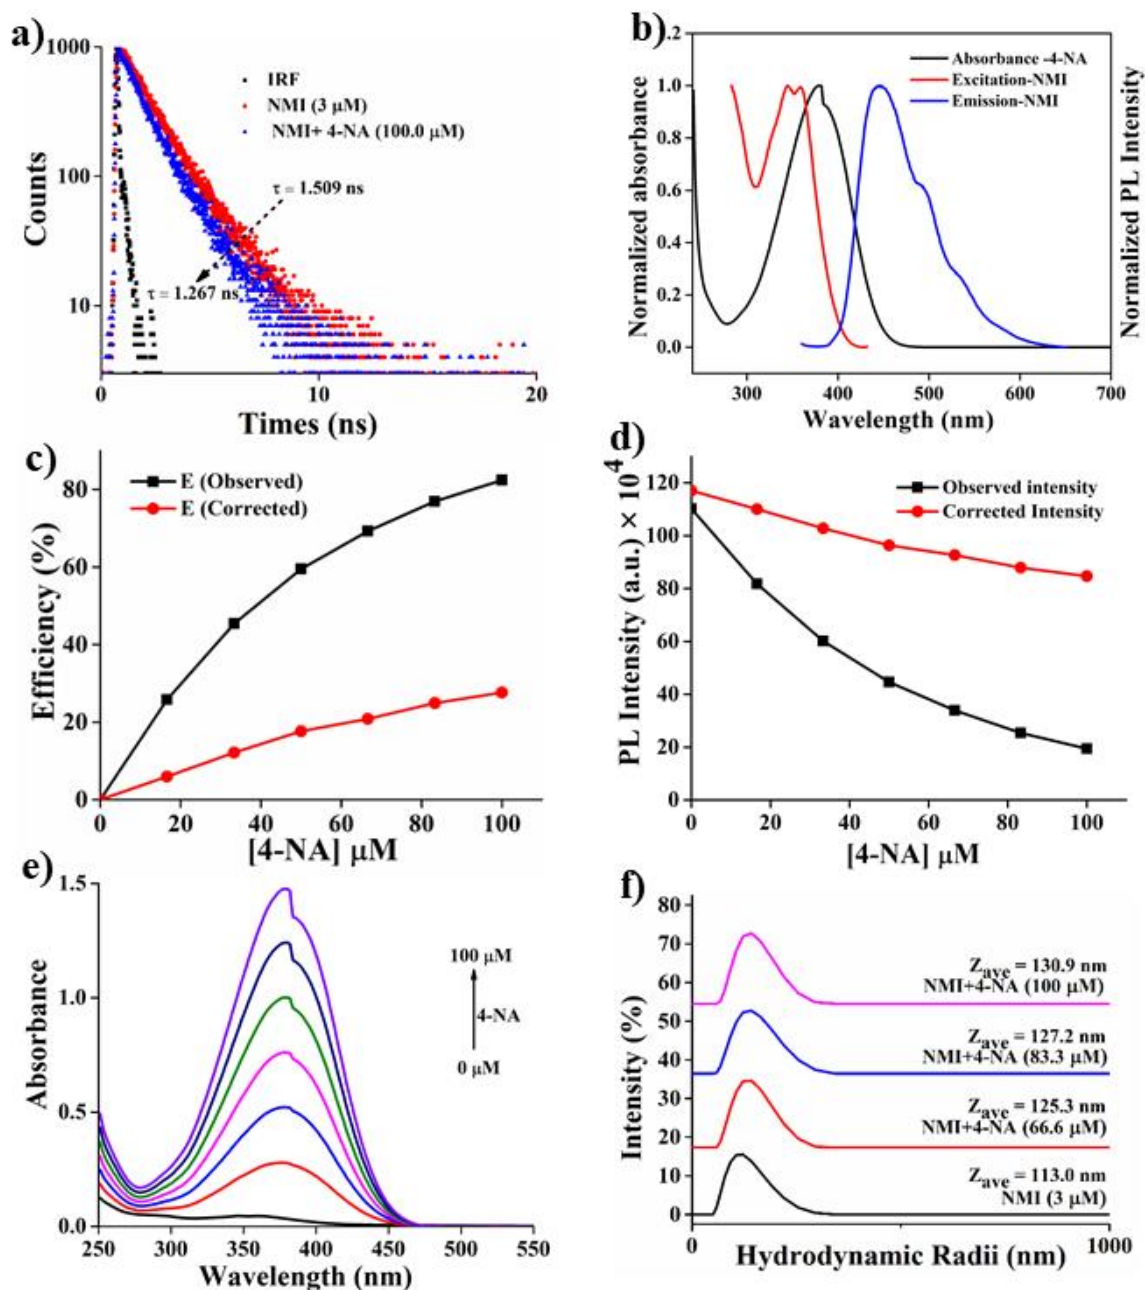 a)
1000
100
10
Counts
IRF
NMI (3 μM)
NMI+ 4-NA (100.0 μM)
τ = 1.509 ns
τ = 1.267 ns
10
20
Times (ns)
b)
1.2
1.0
0.8
0.6
0.4
0.2
0.0
Normalized absorbance
Normalized PL Intensity
Absorbance -4-NA
Excitation-NMI
Emission-NMI
300
400
500
600
700
Wavelength (nm)
c)
80
60
40
20
0
Efficiency (%)
E (Observed)
E (Corrected)
0
20
40
60
80
100
[4-NA] μM
d)
120
100
80
60
40
20
0
PL Intensity (a.u.) × 10⁴
Observed intensity
Corrected Intensity
0
20
40
60
80
100
[4-NA] μM
e)
1.5
1.0
0.5
0.0
Absorbance
100 μM
4-NA
0 μM
250
300
350
400
450
500
550
Wavelength (nm)
f)
80
70
60
50
40
30
20
10
0
Intensity (%)
Zave = 130.9 nm
NMI+4-NA (100 μM)
Zave = 127.2 nm
NMI+4-NA (83.3 μM)
Zave = 125.3 nm
NMI+4-NA (66.6 μM)
Zave = 113.0 nm
NMI (3 μM)
0
1000
Hydrodynamic Radii (nm)